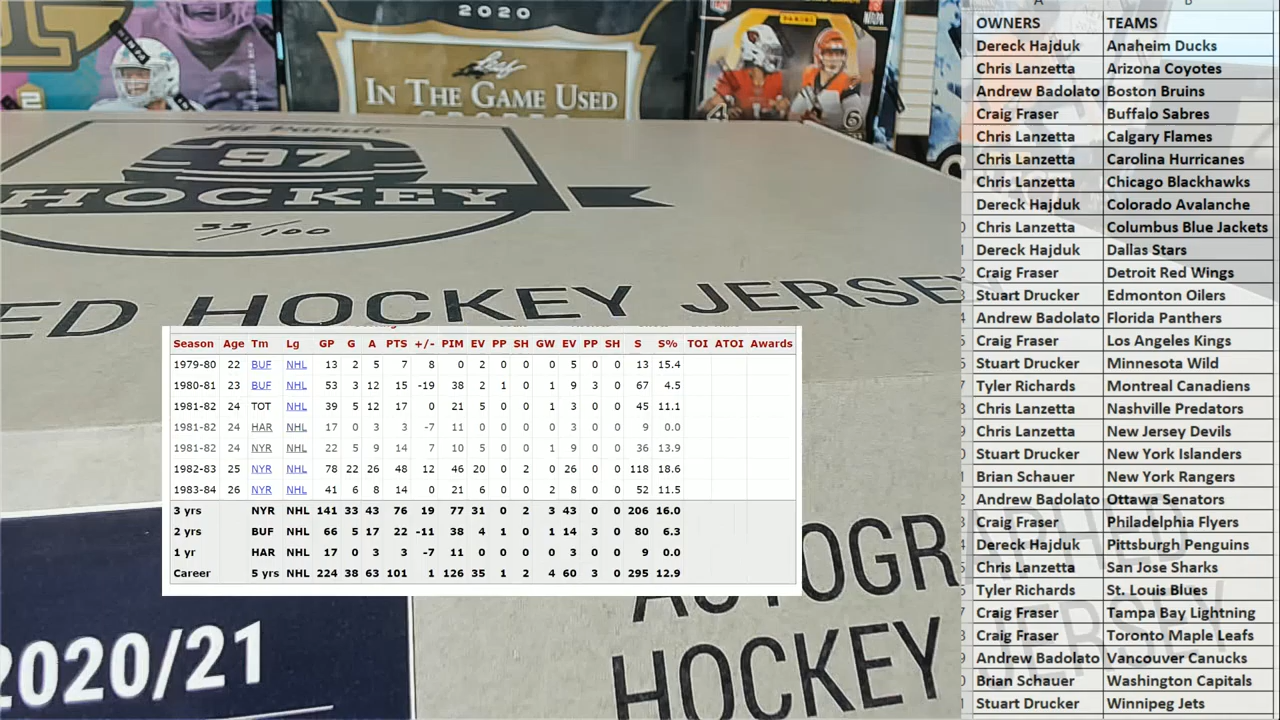 2020
Leaf
IN THE GAME USED
SPORTS
PANINI
4
6
The Parade
97
HOCKEY
55/100
ED HOCKEY JERSEY
Season Age Tm Lg GP G A PTS +/- PIM EV PP SH GW EV PP SH S S% TOI ATOI Awards
1979-80 22 BUF NHL 13 2 5 7 8 0 2 0 0 0 5 0 0 13 15.4
1980-81 23 BUF NHL 53 3 12 15 -19 38 2 1 0 1 9 3 0 67 4.5
1981-82 24 TOT NHL 39 5 12 17 0 21 5 0 0 1 3 0 0 45 11.1
1981-82 24 HAR NHL 17 0 3 3 -7 11 0 0 0 0 3 0 0 9 0.0
1981-82 24 NYR NHL 22 5 9 14 7 10 5 0 0 1 9 0 0 36 13.9
1982-83 25 NYR NHL 78 22 26 48 12 46 20 0 2 0 26 0 0 118 18.6
1983-84 26 NYR NHL 41 6 8 14 0 21 6 0 0 2 8 0 0 52 11.5
3 yrs NYR NHL 141 33 43 76 19 77 31 0 2 3 43 0 0 206 16.0
2 yrs BUF NHL 66 5 17 22 -11 38 4 1 0 1 14 3 0 80 6.3
1 yr HAR NHL 17 0 3 3 -7 11 0 0 0 0 3 0 0 9 0.0
Career 5 yrs NHL 224 38 63 101 1 126 35 1 2 4 60 3 0 295 12.9
2020/21
AUTOGRAPHED
HOCKEY
JERSEY
OWNERS TEAMS
Dereck Hajduk Anaheim Ducks
Chris Lanzetta Arizona Coyotes
Andrew Badolato Boston Bruins
Craig Fraser Buffalo Sabres
Chris Lanzetta Calgary Flames
Chris Lanzetta Carolina Hurricanes
Chris Lanzetta Chicago Blackhawks
Dereck Hajduk Colorado Avalanche
Chris Lanzetta Columbus Blue Jackets
Dereck Hajduk Dallas Stars
Craig Fraser Detroit Red Wings
Stuart Drucker Edmonton Oilers
Andrew Badolato Florida Panthers
Craig Fraser Los Angeles Kings
Stuart Drucker Minnesota Wild
Tyler Richards Montreal Canadiens
Chris Lanzetta Nashville Predators
Chris Lanzetta New Jersey Devils
Stuart Drucker New York Islanders
Brian Schauer New York Rangers
Andrew Badolato Ottawa Senators
Craig Fraser Philadelphia Flyers
Dereck Hajduk Pittsburgh Penguins
Chris Lanzetta San Jose Sharks
Tyler Richards St. Louis Blues
Craig Fraser Tampa Bay Lightning
Craig Fraser Toronto Maple Leafs
Andrew Badolato Vancouver Canucks
Brian Schauer Washington Capitals
Stuart Drucker Winnipeg Jets